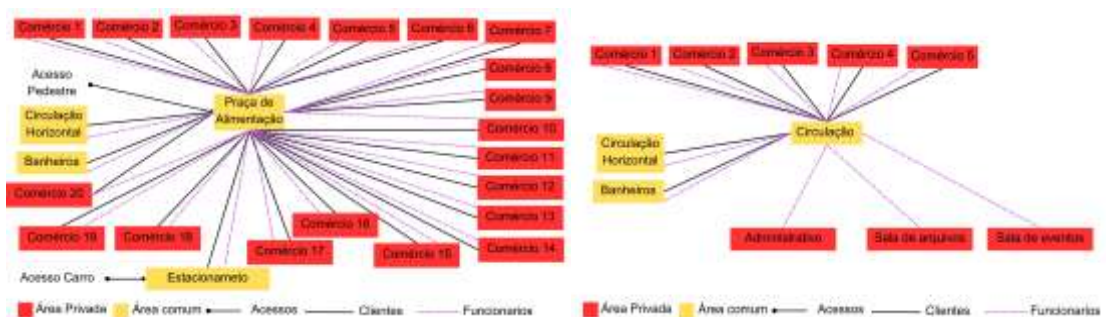 Comércio 1
Comércio 2
Comércio 3
Comércio 4
Comércio 5
Comércio 6
Comércio 7
Comércio 8
Comércio 9
Comércio 10
Comércio 11
Comércio 12
Comércio 13
Comércio 14
Comércio 15
Comércio 16
Comércio 17
Comércio 18
Comércio 19
Comércio 20
Acesso
Pedestre
Praça de
Alimentação
Circulação
Horizontal
Banheiros
Acesso Carro
Estacionameto
Área Privada
Área comum
Acessos
Clientes
Funcionarios
Comércio 1
Comércio 2
Comércio 3
Comércio 4
Comércio 5
Circulação
Circulação
Horizontal
Banheiros
Administrativo
Sala de arquivos
Sala de eventos
Área Privada
Área comum
Acessos
Clientes
Funcionarios